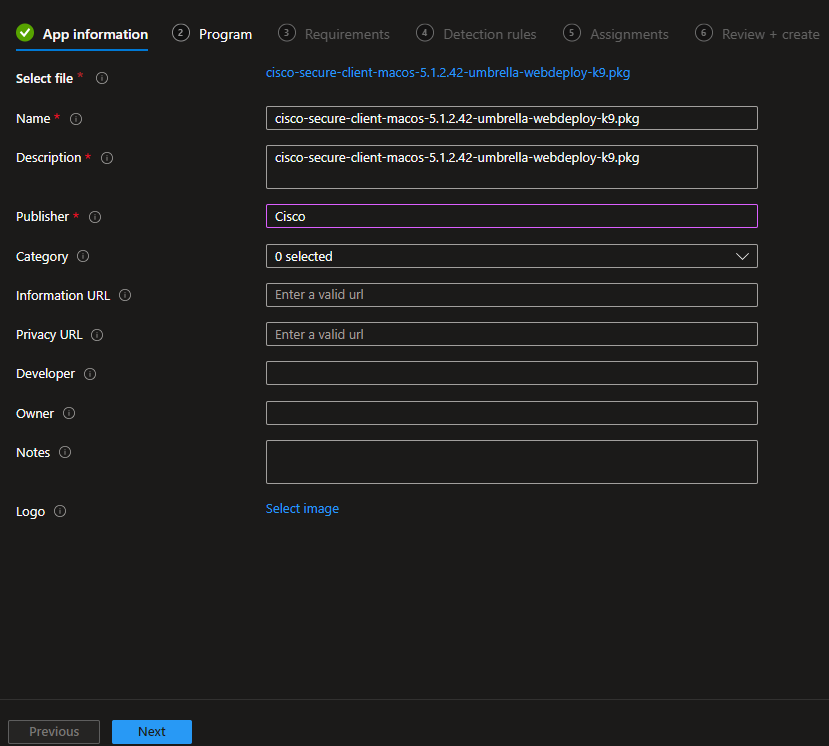 App information 2 Program 3 Requirements 4 Detection rules 5 Assignments 6 Review + create
Select file * cisco-secure-client-macos-5.1.2.42-umbrella-webdeploy-k9.pkg
Name * cisco-secure-client-macos-5.1.2.42-umbrella-webdeploy-k9.pkg
Description * cisco-secure-client-macos-5.1.2.42-umbrella-webdeploy-k9.pkg
Publisher * Cisco
Category 0 selected
Information URL Enter a valid url
Privacy URL Enter a valid url
Developer
Owner
Notes
Logo Select image
Previous Next